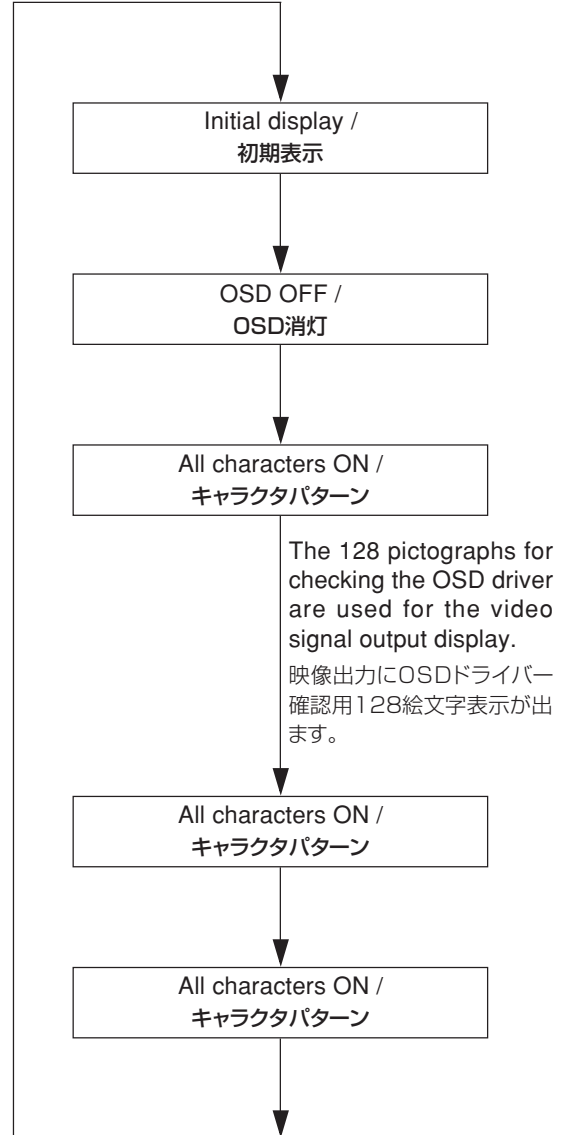 Initial display /
初期表示
OSD OFF /
OSD消灯
All characters ON /
キャラクタパターン
The 128 pictographs for
checking the OSD driver
are used for the video
signal output display.
映像出力にOSDドライバー
確認用128絵文字表示が出
ます。
All characters ON /
キャラクタパターン
All characters ON /
キャラクタパターン